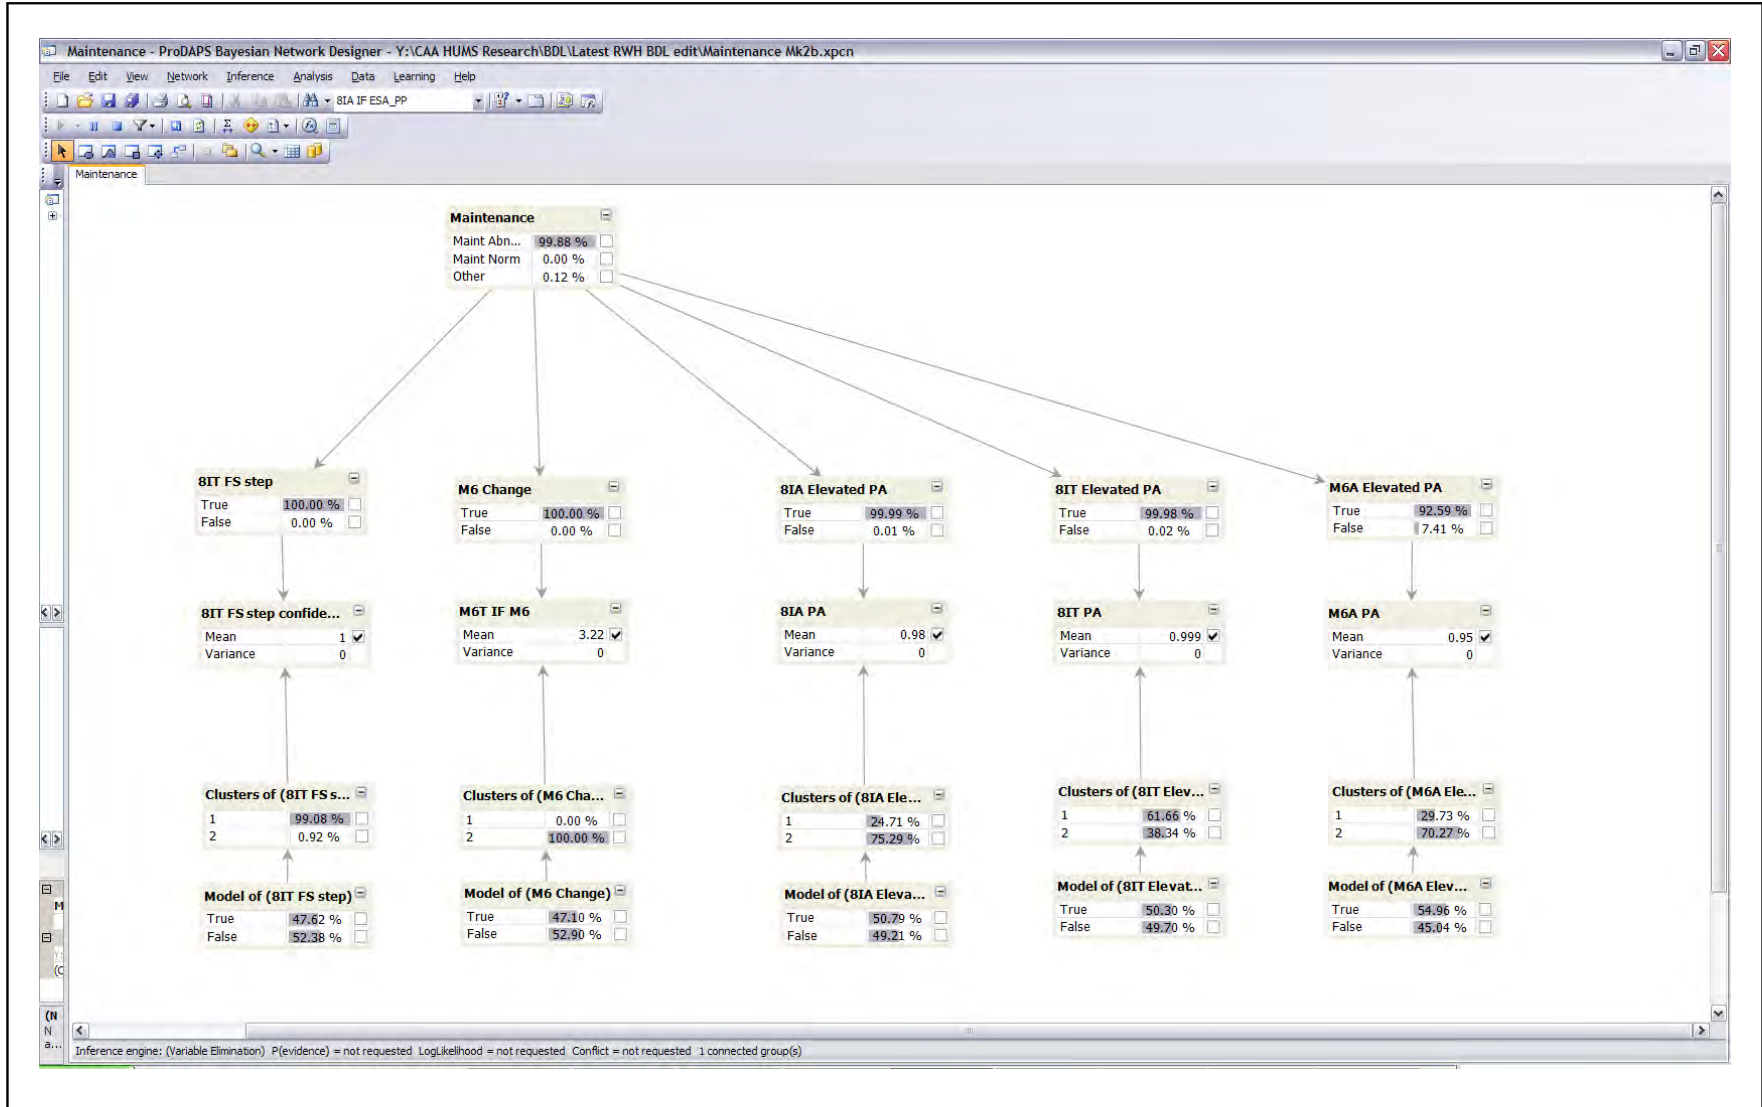 Maintenance - ProDAPS Bayesian Network Designer - Y:\CAA HUMS Research\BDL\Latest RWH BDL edit\Maintenance Mk2b.xpcn
File Edit View Network Inference Analysis Data Learning Help
8IA IF ESA_PP
Maintenance
Maintenance
Maint Abn... 99.88 %
Maint Norm 0.00 %
Other 0.12 %
8IT FS step
True 100.00 %
False 0.00 %
M6 Change
True 100.00 %
False 0.00 %
8IA Elevated PA
True 99.99 %
False 0.01 %
8IT Elevated PA
True 99.98 %
False 0.02 %
M6A Elevated PA
True 92.59 %
False 7.41 %
8IT FS step confide...
Mean 1
Variance 0
M6T IF M6
Mean 3.22
Variance 0
8IA PA
Mean 0.98
Variance 0
8IT PA
Mean 0.999
Variance 0
M6A PA
Mean 0.95
Variance 0
Clusters of (8IT FS s...
1 99.08 %
2 0.92 %
Clusters of (M6 Cha...
1 0.00 %
2 100.00 %
Clusters of (8IA Ele...
1 24.71 %
2 75.29 %
Clusters of (8IT Elev...
1 61.66 %
2 38.34 %
Clusters of (M6A Ele...
1 29.73 %
2 70.27 %
Model of (8IT FS step)
True 47.62 %
False 52.38 %
Model of (M6 Change)
True 47.10 %
False 52.90 %
Model of (8IA Eleva...
True 50.79 %
False 49.21 %
Model of (8IT Elevat...
True 50.30 %
False 49.70 %
Model of (M6A Elev...
True 54.96 %
False 45.04 %
M
(C
(N
N
a...
Inference engine: (Variable Elimination) P(evidence) = not requested LogLikelihood = not requested Conflict = not requested 1 connected group(s)